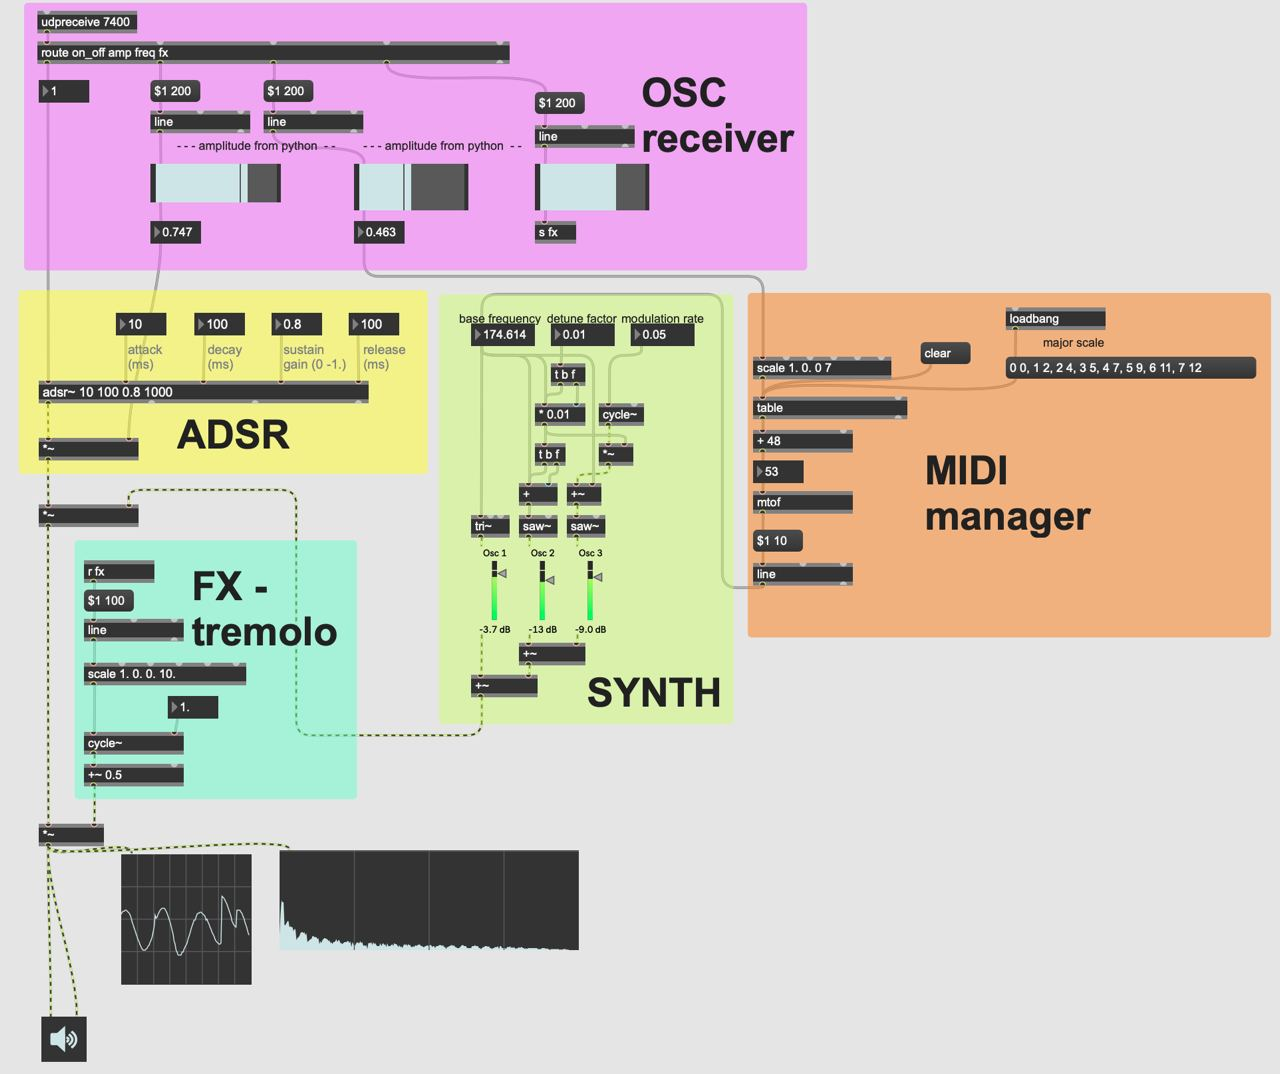 udpreceive 7400
route on_off amp freq fx
1
$1 200
$1 200
$1 200
line
line
line
OSC
receiver
- - - amplitude from python - -
- - - amplitude from python - -
0.747
0.463
s fx
10
100
0.8
100
attack
(ms)
decay
(ms)
sustain
gain (0 -1.)
release
(ms)
adsr~ 10 100 0.8 1000
*~
ADSR
*~
r fx
$1 100
line
scale 1. 0. 0. 10.
1.
cycle~
+~ 0.5
FX -
tremolo
*~
base frequency
detune factor
modulation rate
174.614
0.01
0.05
t b f
* 0.01
cycle~
t b f
*~
+
+~
tri~
saw~
saw~
Osc 1
Osc 2
Osc 3
-3.7 dB
-13 dB
-9.0 dB
+~
+~
SYNTH
loadbang
major scale
clear
scale 1. 0. 0 7
0 0, 1 2, 2 4, 3 5, 4 7, 5 9, 6 11, 7 12
table
+ 48
53
mtof
$1 10
line
MIDI
manager